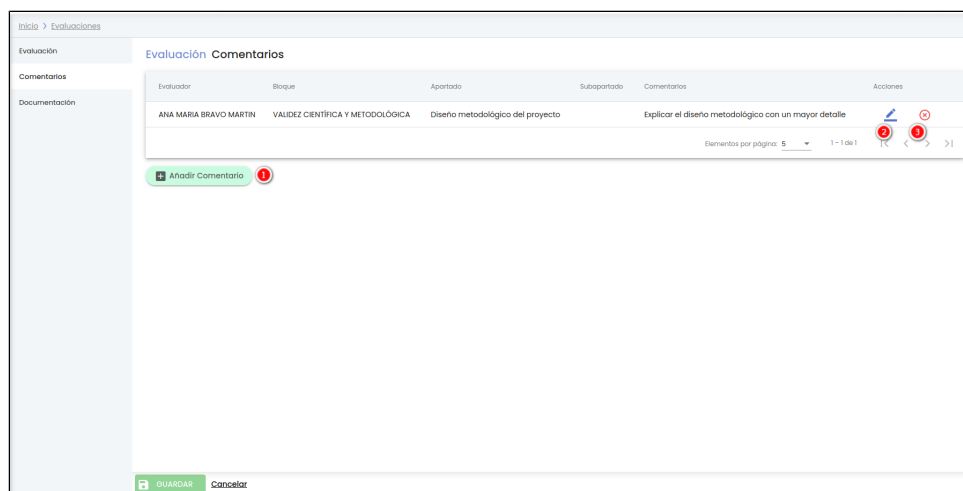 Inicio > Evaluaciones
Evaluación
Comentarios
Documentación
Evaluación Comentarios
Evaluador Bloque Apartado Subapartado Comentarios Acciones
ANA MARIA BRAVO MARTIN VALIDEZ CIENTÍFICA Y METODOLÓGICA Diseño metodológico del proyecto Explicar el diseño metodológico con un mayor detalle
2 3
Elementos por página: 5 1 – 1 de 1
Añadir Comentario 1
GUARDAR Cancelar